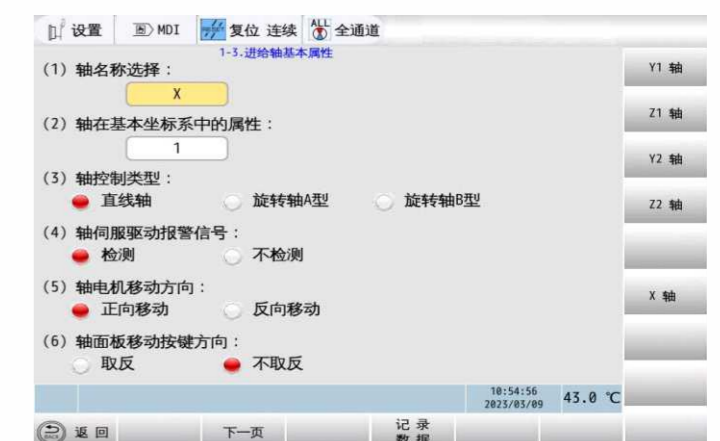 设置 MDI 复位 连续 ALL 全通道
1-3.进给轴基本属性
(1) 轴名称选择：
X
(2) 轴在基本坐标系中的属性：
1
(3) 轴控制类型：
直线轴 旋转轴A型 旋转轴B型
(4) 轴伺服驱动报警信号：
检测 不检测
(5) 轴电机移动方向：
正向移动 反向移动
(6) 轴面板移动按键方向：
取反 不取反
Y1 轴
Z1 轴
Y2 轴
Z2 轴
X 轴
10:54:56
2023/03/09
43.0 ℃
返 回 下一页 记 录
数 据